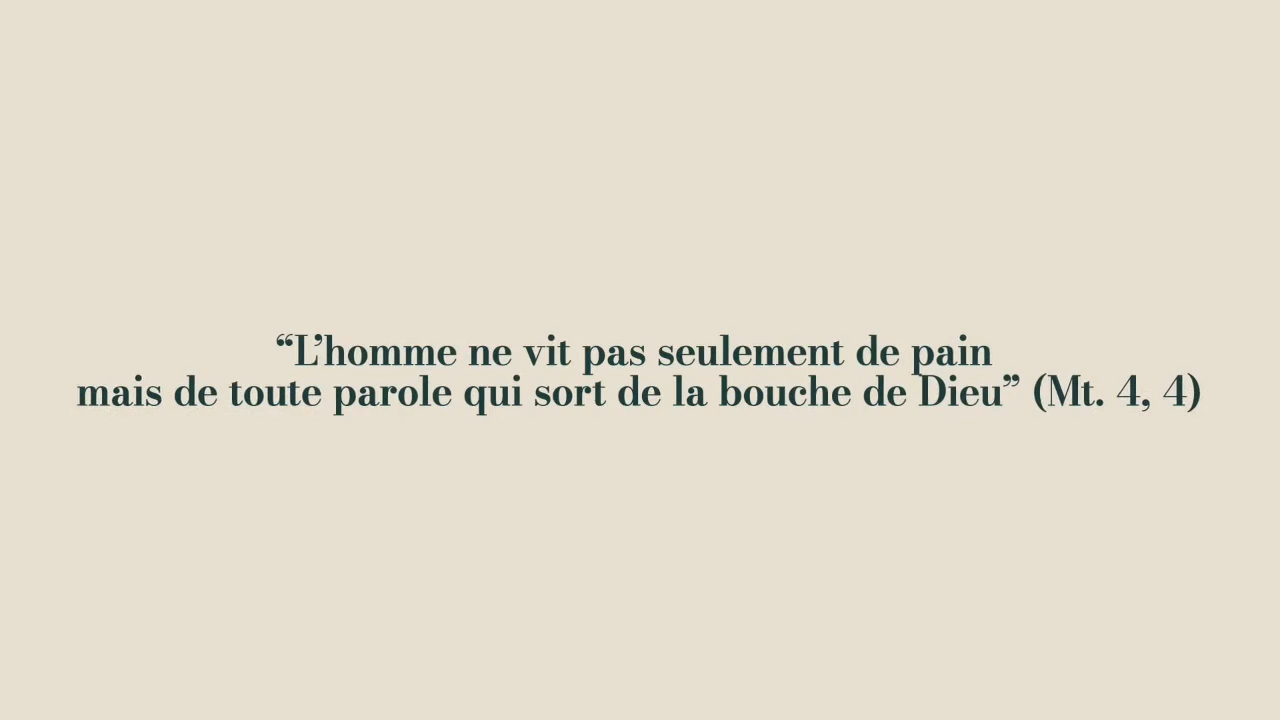 “L’homme ne vit pas seulement de pain
mais de toute parole qui sort de la bouche de Dieu” (Mt. 4, 4)